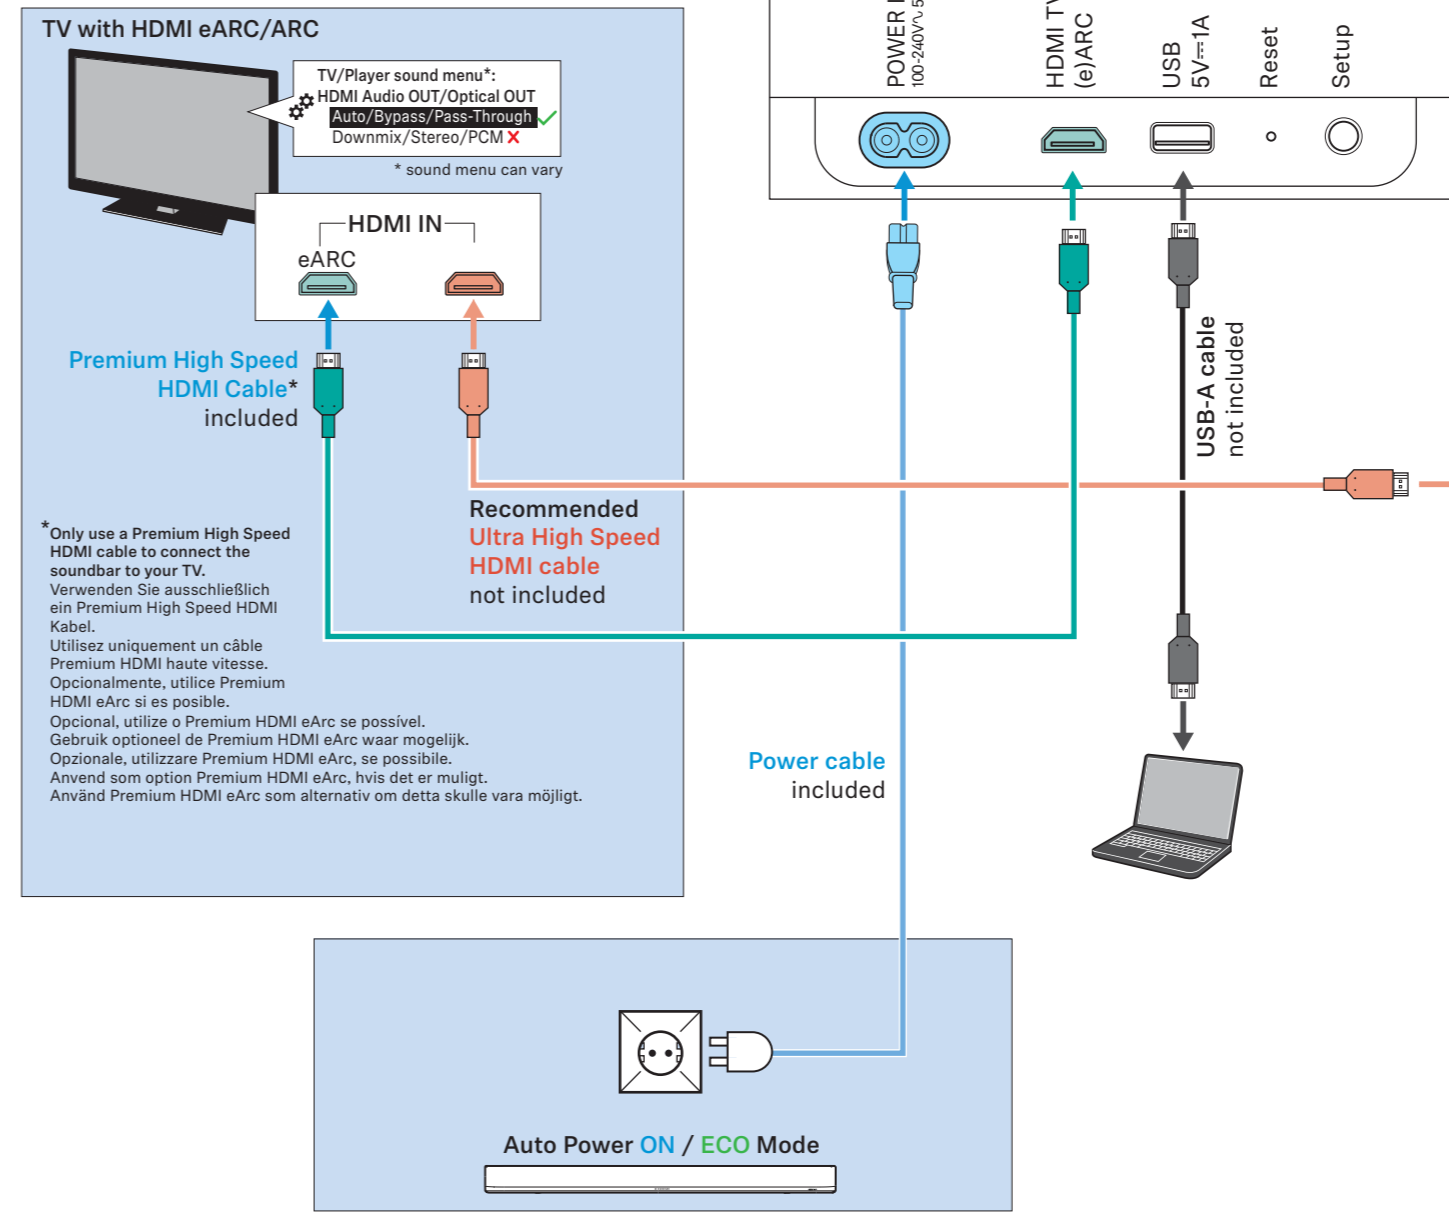 TV with HDMI eARC/ARC
TV/Player sound menu*:
HDMI Audio OUT/Optical OUT
Auto/Bypass/Pass-Through
Downmix/Stereo/PCM
* sound menu can vary
HDMI IN
eARC
Premium High Speed
HDMI Cable*
included
Recommended
Ultra High Speed
HDMI cable
not included
*Only use a Premium High Speed
HDMI cable to connect the
soundbar to your TV.
Verwenden Sie ausschließlich
ein Premium High Speed HDMI
Kabel.
Utilisez uniquement un câble
Premium HDMI haute vitesse.
Opcionalmente, utilice Premium
HDMI eArc si es posible.
Opcional, utilize o Premium HDMI eArc se possível.
Gebruik optioneel de Premium HDMI eArc waar mogelijk.
Opzionale, utilizzare Premium HDMI eArc, se possibile.
Anvend som option Premium HDMI eArc, hvis det er muligt.
Använd Premium HDMI eArc som alternativ om detta skulle vara möjligt.
POWER
100-240V∿
HDMI TV
(e)ARC
USB
5V⎓1A
Reset
Setup
USB-A cable
not included
Power cable
included
Auto Power ON / ECO Mode